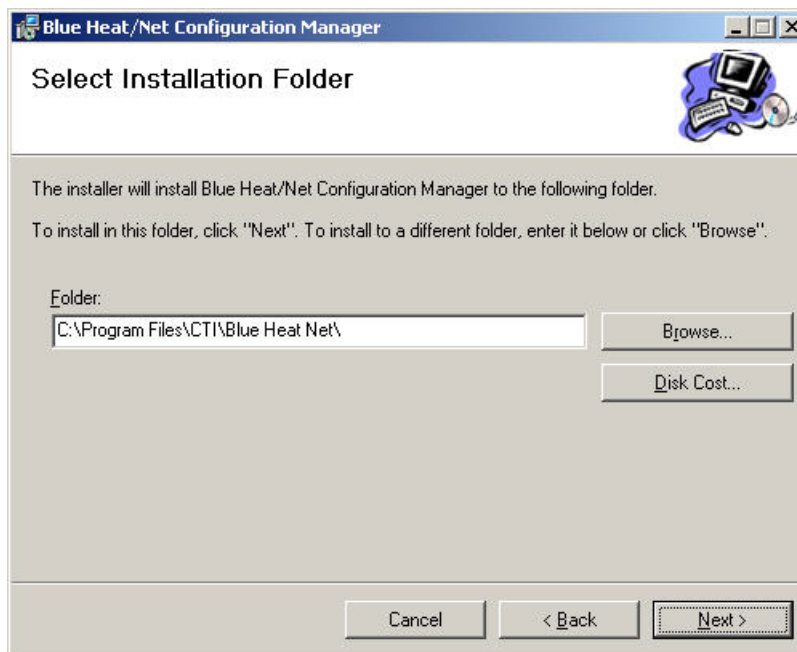 Blue Heat/Net Configuration Manager
Select Installation Folder
The installer will install Blue Heat/Net Configuration Manager to the following folder.
To install in this folder, click "Next". To install to a different folder, enter it below or click "Browse".
Folder:
C:\Program Files\CTI\Blue Heat Net\
Browse...
Disk Cost...
Cancel
< Back
Next >